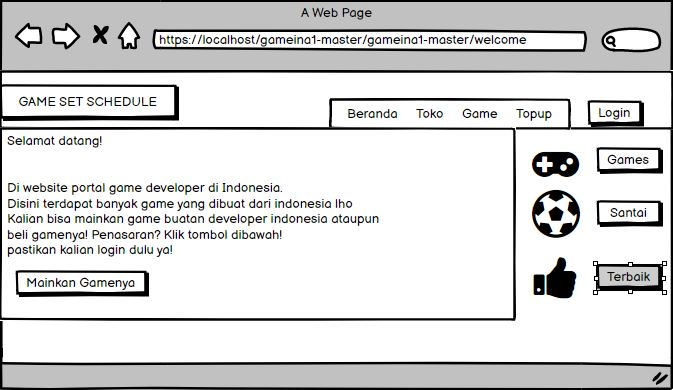 A Web Page
https://localhost/gameina1-master/gameina1-master/welcome
GAME SET SCHEDULE
Beranda Toko Game Topup
Login
Selamat datang!
Di website portal game developer di Indonesia.
Disini terdapat banyak game yang dibuat dari indonesia lho
Kalian bisa mainkan game buatan developer indonesia ataupun
beli gamenya! Penasaran? Klik tombol dibawah!
pastikan kalian login dulu ya!
Mainkan Gamenya
Games
Santai
Terbaik